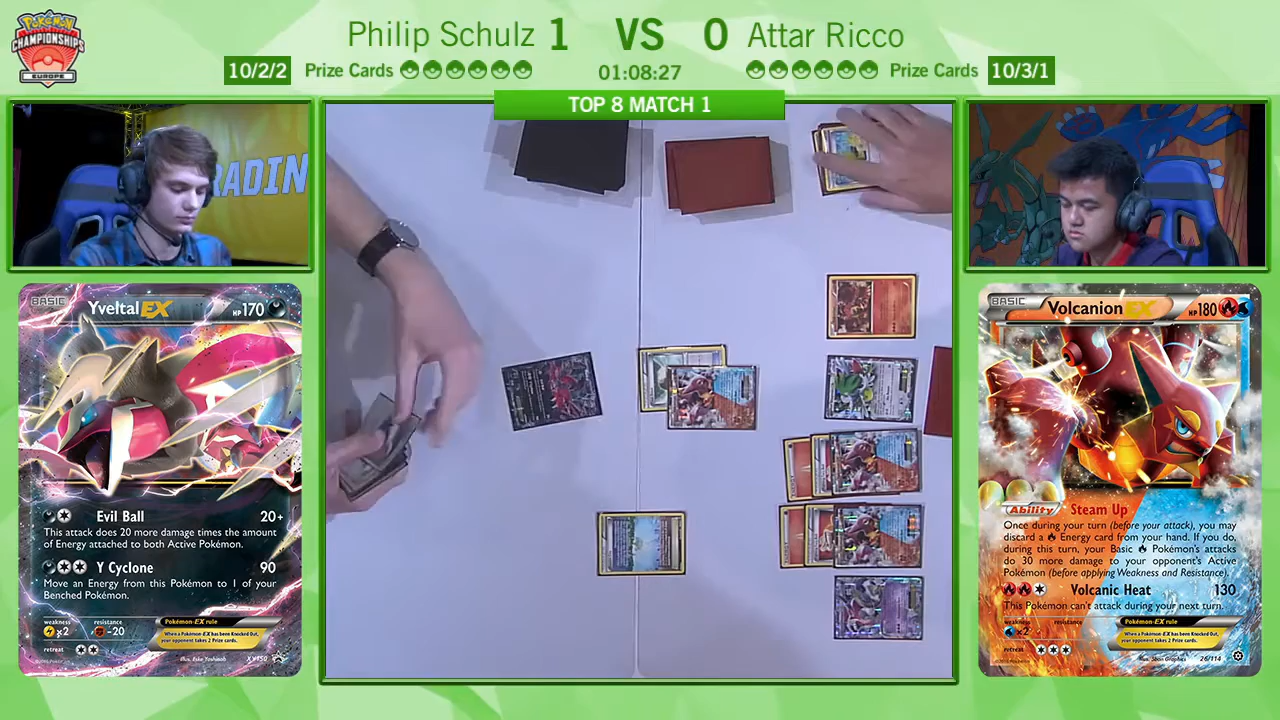 Pokémon
CHAMPIONSHIPS
EUROPE
Philip Schulz 1 VS 0 Attar Ricco
10/2/2 Prize Cards 01:08:27 Prize Cards 10/3/1
TOP 8 MATCH 1
RADIN
BASIC
Yveltal EX HP 170
Evil Ball 20+
This attack does 20 more damage times the amount
of Energy attached to both Active Pokémon.
Y Cyclone 90
Move an Energy from this Pokémon to 1 of your
Benched Pokémon.
weakness ×2 resistance -20
retreat
Pokémon-EX rule
When a Pokémon-EX has been Knocked Out,
your opponent takes 2 Prize cards.
XY150
BASIC
Volcanion EX HP 180
Ability Steam Up
Once during your turn (before your attack), you may
discard a Energy card from your hand. If you do,
during this turn, your Basic Pokémon's attacks
do 30 more damage to your opponent's Active
Pokémon (before applying Weakness and Resistance).
Volcanic Heat 130
This Pokémon can't attack during your next turn.
weakness ×2 resistance
retreat
Pokémon-EX rule
When a Pokémon-EX has been Knocked Out,
your opponent takes 2 Prize cards.
26/114